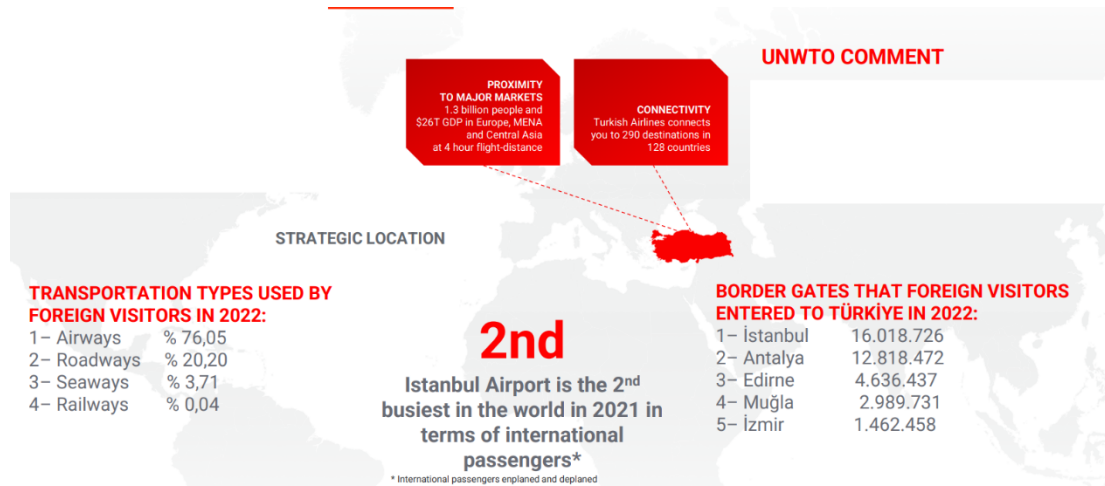 UNWTO COMMENT
PROXIMITY
TO MAJOR MARKETS
1.3 billion people and
$26T GDP in Europe, MENA
and Central Asia
at 4 hour flight-distance
CONNECTIVITY
Turkish Airlines connects
you to 290 destinations in
128 countries
STRATEGIC LOCATION
TRANSPORTATION TYPES USED BY
FOREIGN VISITORS IN 2022:
1– Airways % 76,05
2– Roadways % 20,20
3– Seaways % 3,71
4– Railways % 0,04
2nd
Istanbul Airport is the 2nd
busiest in the world in 2021 in
terms of international
passengers*
* International passengers enplaned and deplaned
BORDER GATES THAT FOREIGN VISITORS
ENTERED TO TÜRKİYE IN 2022:
1– İstanbul 16.018.726
2– Antalya 12.818.472
3– Edirne 4.636.437
4– Muğla 2.989.731
5– İzmir 1.462.458